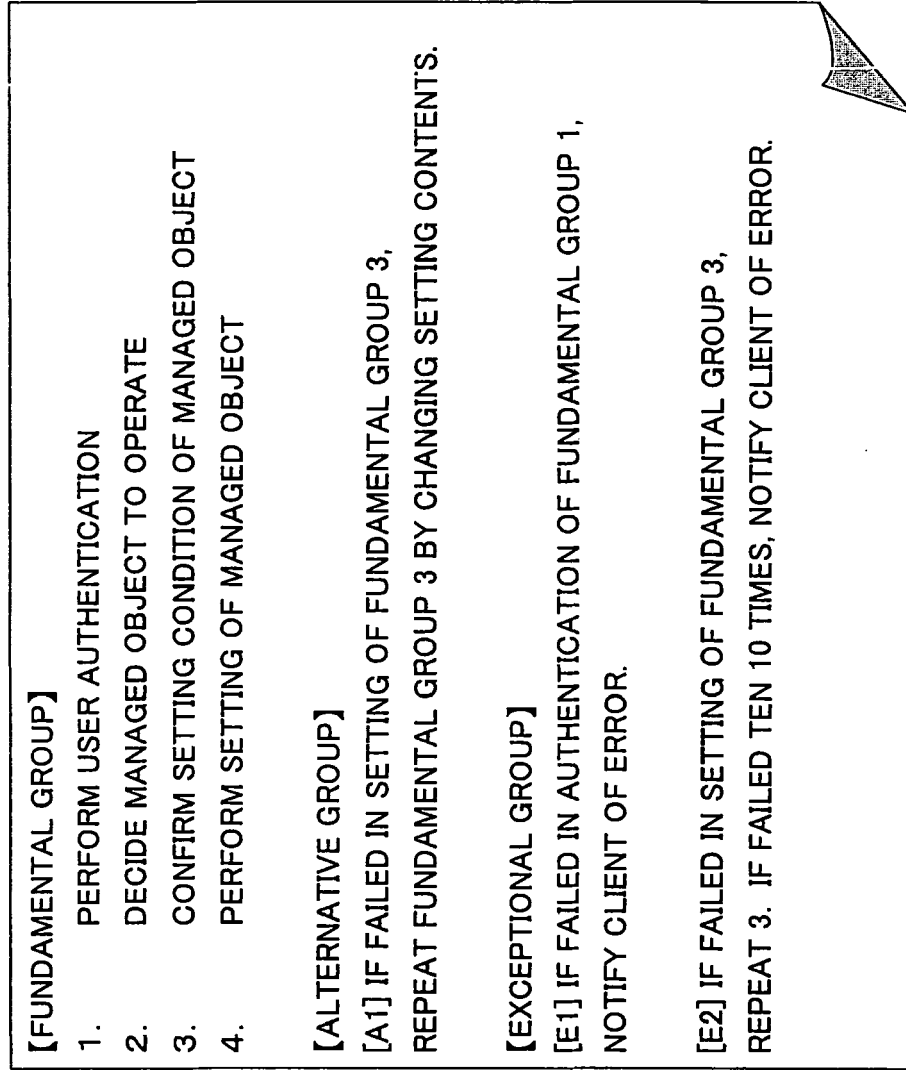 【FUNDAMENTAL GROUP】
1. PERFORM USER AUTHENTICATION
2. DECIDE MANAGED OBJECT TO OPERATE
3. CONFIRM SETTING CONDITION OF MANAGED OBJECT
4. PERFORM SETTING OF MANAGED OBJECT
【ALTERNATIVE GROUP】
[A1] IF FAILED IN SETTING OF FUNDAMENTAL GROUP 3,
REPEAT FUNDAMENTAL GROUP 3 BY CHANGING SETTING CONTENTS.
【EXCEPTIONAL GROUP】
[E1] IF FAILED IN AUTHENTICATION OF FUNDAMENTAL GROUP 1,
NOTIFY CLIENT OF ERROR.
[E2] IF FAILED IN SETTING OF FUNDAMENTAL GROUP 3,
REPEAT 3. IF FAILED TEN 10 TIMES, NOTIFY CLIENT OF ERROR.